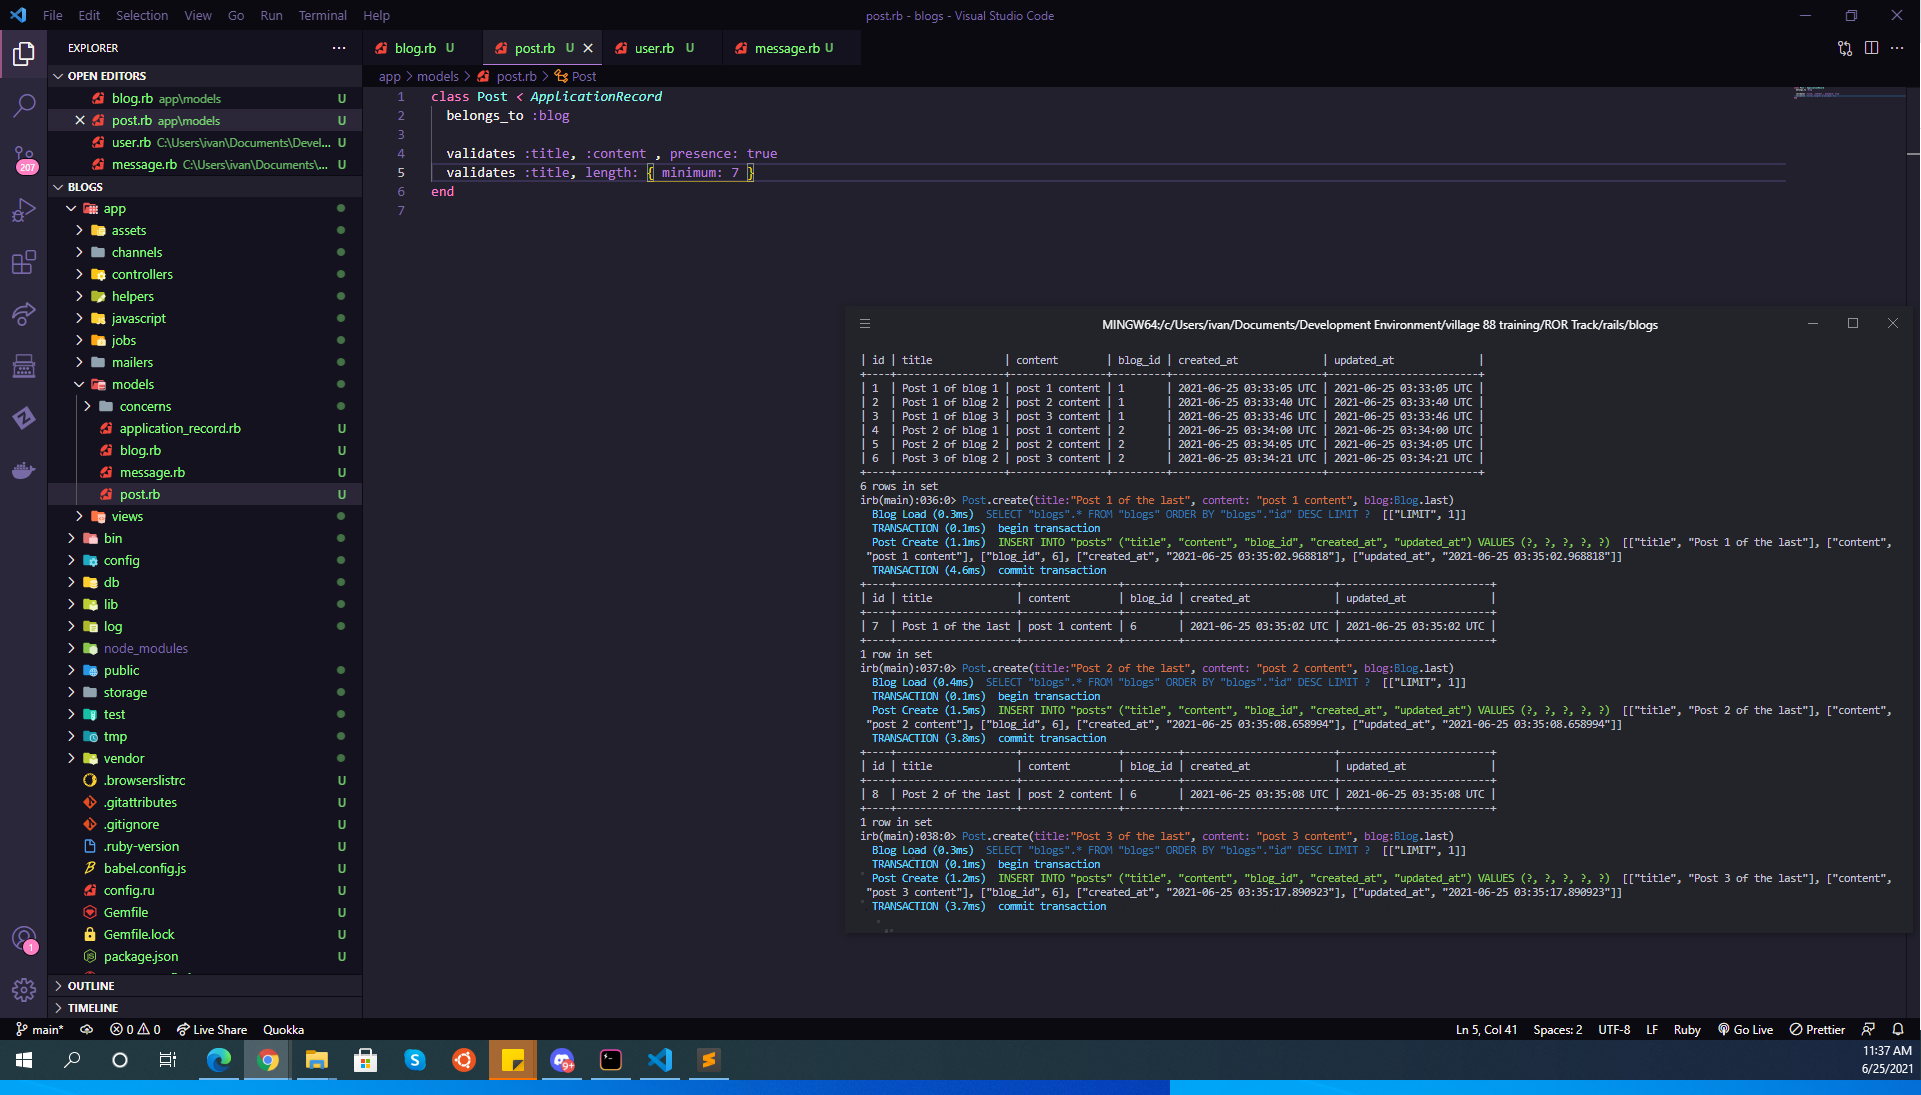 File Edit Selection View Go Run Terminal Help
post.rb - blogs - Visual Studio Code
EXPLORER
blog.rb U
post.rb U
user.rb U
message.rb U
OPEN EDITORS
app > models > post.rb > Post
blog.rb app\models U
post.rb app\models U
user.rb C:\Users\ivan\Documents\Devel... U
message.rb C:\Users\ivan\Documents\... U
207
BLOGS
app
assets
channels
controllers
helpers
javascript
jobs
mailers
models
concerns
application_record.rb U
blog.rb U
message.rb U
post.rb U
views
bin
config
db
lib
log
node_modules
public
storage
test
tmp
vendor
.browserslistrc U
.gitattributes U
.gitignore U
.ruby-version U
babel.config.js U
config.ru U
Gemfile U
Gemfile.lock U
package.json U
1
OUTLINE
TIMELINE
1 class Post < ApplicationRecord
2 belongs_to :blog
3
4 validates :title, :content , presence: true
5 validates :title, length: { minimum: 7 }
6 end
7
MINGW64:/c/Users/ivan/Documents/Development Environment/village 88 training/ROR Track/rails/blogs
| id | title | content | blog_id | created_at | updated_at |
+----+-----------------+----------------+---------+-------------------------+-------------------------+
| 1 | Post 1 of blog 1 | post 1 content | 1 | 2021-06-25 03:33:05 UTC | 2021-06-25 03:33:05 UTC |
| 2 | Post 1 of blog 2 | post 2 content | 1 | 2021-06-25 03:33:40 UTC | 2021-06-25 03:33:40 UTC |
| 3 | Post 1 of blog 3 | post 3 content | 1 | 2021-06-25 03:33:46 UTC | 2021-06-25 03:33:46 UTC |
| 4 | Post 2 of blog 1 | post 1 content | 2 | 2021-06-25 03:34:00 UTC | 2021-06-25 03:34:00 UTC |
| 5 | Post 2 of blog 2 | post 2 content | 2 | 2021-06-25 03:34:05 UTC | 2021-06-25 03:34:05 UTC |
| 6 | Post 3 of blog 2 | post 3 content | 2 | 2021-06-25 03:34:21 UTC | 2021-06-25 03:34:21 UTC |
+----+-----------------+----------------+---------+-------------------------+-------------------------+
6 rows in set
irb(main):036:0> Post.create(title:"Post 1 of the last", content: "post 1 content", blog:Blog.last)
Blog Load (0.3ms) SELECT "blogs".* FROM "blogs" ORDER BY "blogs"."id" DESC LIMIT ? [["LIMIT", 1]]
TRANSACTION (0.1ms) begin transaction
Post Create (1.1ms) INSERT INTO "posts" ("title", "content", "blog_id", "created_at", "updated_at") VALUES (?, ?, ?, ?, ?) [["title", "Post 1 of the last"], ["content",
"post 1 content"], ["blog_id", 6], ["created_at", "2021-06-25 03:35:02.968818"], ["updated_at", "2021-06-25 03:35:02.968818"]]
TRANSACTION (4.6ms) commit transaction
+----+--------------------+----------------+---------+-------------------------+-------------------------+
| id | title | content | blog_id | created_at | updated_at |
+----+--------------------+----------------+---------+-------------------------+-------------------------+
| 7 | Post 1 of the last | post 1 content | 6 | 2021-06-25 03:35:02 UTC | 2021-06-25 03:35:02 UTC |
+----+--------------------+----------------+---------+-------------------------+-------------------------+
1 row in set
irb(main):037:0> Post.create(title:"Post 2 of the last", content: "post 2 content", blog:Blog.last)
Blog Load (0.4ms) SELECT "blogs".* FROM "blogs" ORDER BY "blogs"."id" DESC LIMIT ? [["LIMIT", 1]]
TRANSACTION (0.1ms) begin transaction
Post Create (1.5ms) INSERT INTO "posts" ("title", "content", "blog_id", "created_at", "updated_at") VALUES (?, ?, ?, ?, ?) [["title", "Post 2 of the last"], ["content",
"post 2 content"], ["blog_id", 6], ["created_at", "2021-06-25 03:35:08.658994"], ["updated_at", "2021-06-25 03:35:08.658994"]]
TRANSACTION (3.8ms) commit transaction
+----+--------------------+----------------+---------+-------------------------+-------------------------+
| id | title | content | blog_id | created_at | updated_at |
+----+--------------------+----------------+---------+-------------------------+-------------------------+
| 8 | Post 2 of the last | post 2 content | 6 | 2021-06-25 03:35:08 UTC | 2021-06-25 03:35:08 UTC |
+----+--------------------+----------------+---------+-------------------------+-------------------------+
1 row in set
irb(main):038:0> Post.create(title:"Post 3 of the last", content: "post 3 content", blog:Blog.last)
Blog Load (0.3ms) SELECT "blogs".* FROM "blogs" ORDER BY "blogs"."id" DESC LIMIT ? [["LIMIT", 1]]
TRANSACTION (0.1ms) begin transaction
Post Create (1.2ms) INSERT INTO "posts" ("title", "content", "blog_id", "created_at", "updated_at") VALUES (?, ?, ?, ?, ?) [["title", "Post 3 of the last"], ["content",
"post 3 content"], ["blog_id", 6], ["created_at", "2021-06-25 03:35:17.890923"], ["updated_at", "2021-06-25 03:35:17.890923"]]
TRANSACTION (3.7ms) commit transaction
main* 0 0 Live Share Quokka
Ln 5, Col 41 Spaces: 2 UTF-8 LF Ruby Go Live Prettier
9+
11:37 AM
6/25/2021